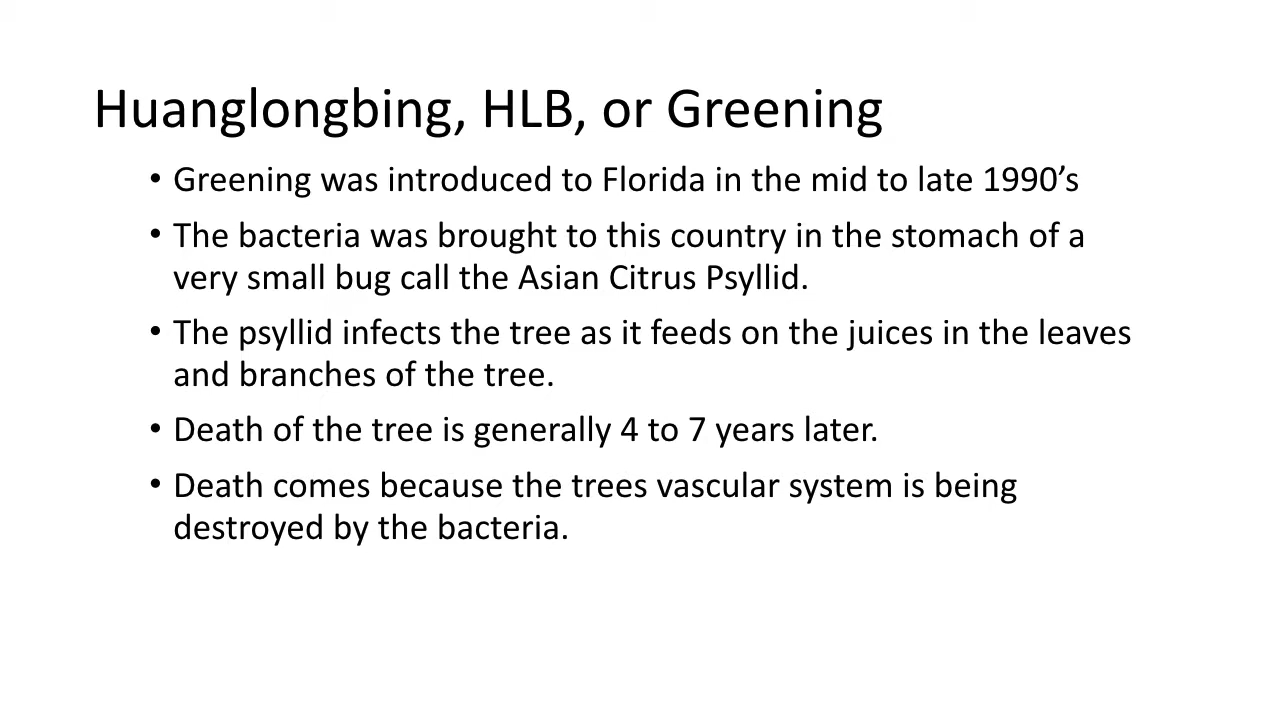 Huanglongbing, HLB, or Greening
• Greening was introduced to Florida in the mid to late 1990’s
• The bacteria was brought to this country in the stomach of a
very small bug call the Asian Citrus Psyllid.
• The psyllid infects the tree as it feeds on the juices in the leaves
and branches of the tree.
• Death of the tree is generally 4 to 7 years later.
• Death comes because the trees vascular system is being
destroyed by the bacteria.